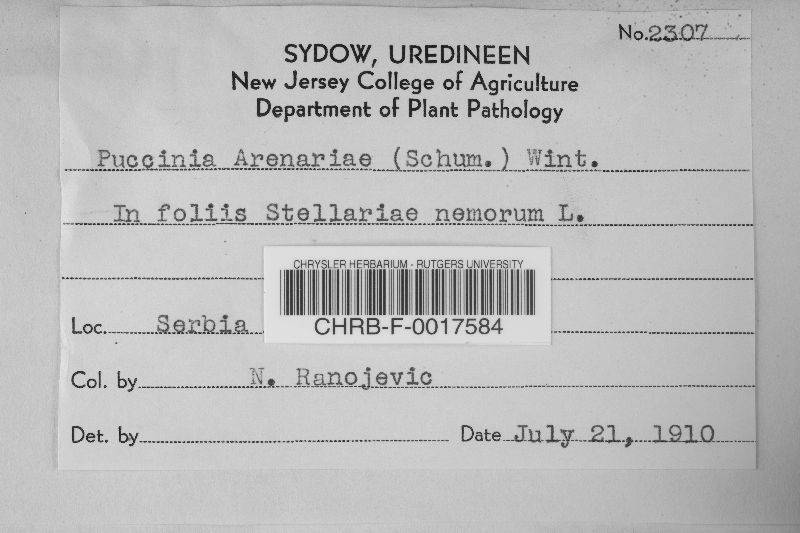 No. 2307
SYDOW, UREDINEEN
New Jersey College of Agriculture
Department of Plant Pathology
Puccinia Arenariae (Schum.) Wint.
In foliis Stellariae nemorum L.
CHRYSLER HERBARIUM - RUTGERS UNIVERSITY
CHRB-F-0017584
Loc. Serbia
Col. by N. Ranojevic
Det. by
Date July 21, 1910